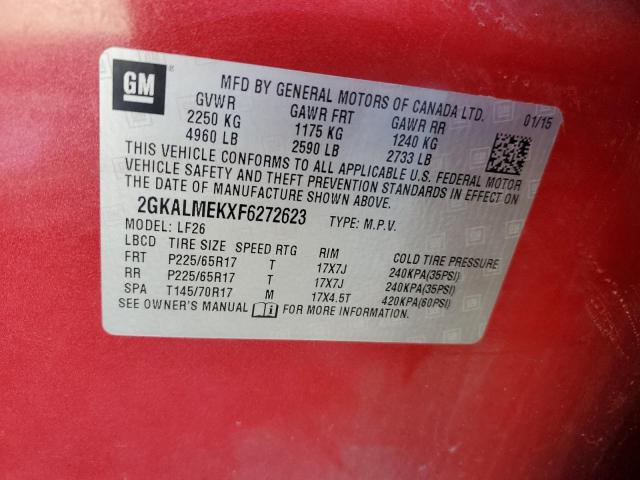 GM
MFD BY GENERAL MOTORS OF CANADA LTD. 01/15
GVWR GAWR FRT GAWR RR
2250 KG 1175 KG 1240 KG
4960 LB 2590 LB 2733 LB
THIS VEHICLE CONFORMS TO ALL APPLICABLE U.S. FEDERAL MOTOR
VEHICLE SAFETY AND THEFT PREVENTION STANDARDS IN EFFECT ON
THE DATE OF MANUFACTURE SHOWN ABOVE.
2GKALMEKXF6272623 TYPE: M.P.V.
MODEL: LF26
LBCD TIRE SIZE SPEED RTG RIM COLD TIRE PRESSURE
FRT P225/65R17 T 17X7J 240KPA(35PSI)
RR P225/65R17 T 17X7J 240KPA(35PSI)
SPA T145/70R17 M 17X4.5T 420KPA(60PSI)
SEE OWNER'S MANUAL FOR MORE INFORMATION.